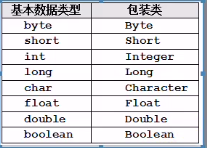 基本数据类型 包装类
byte Byte
short Short
int Integer
long Long
char Character
float Float
double Double
boolean Boolean